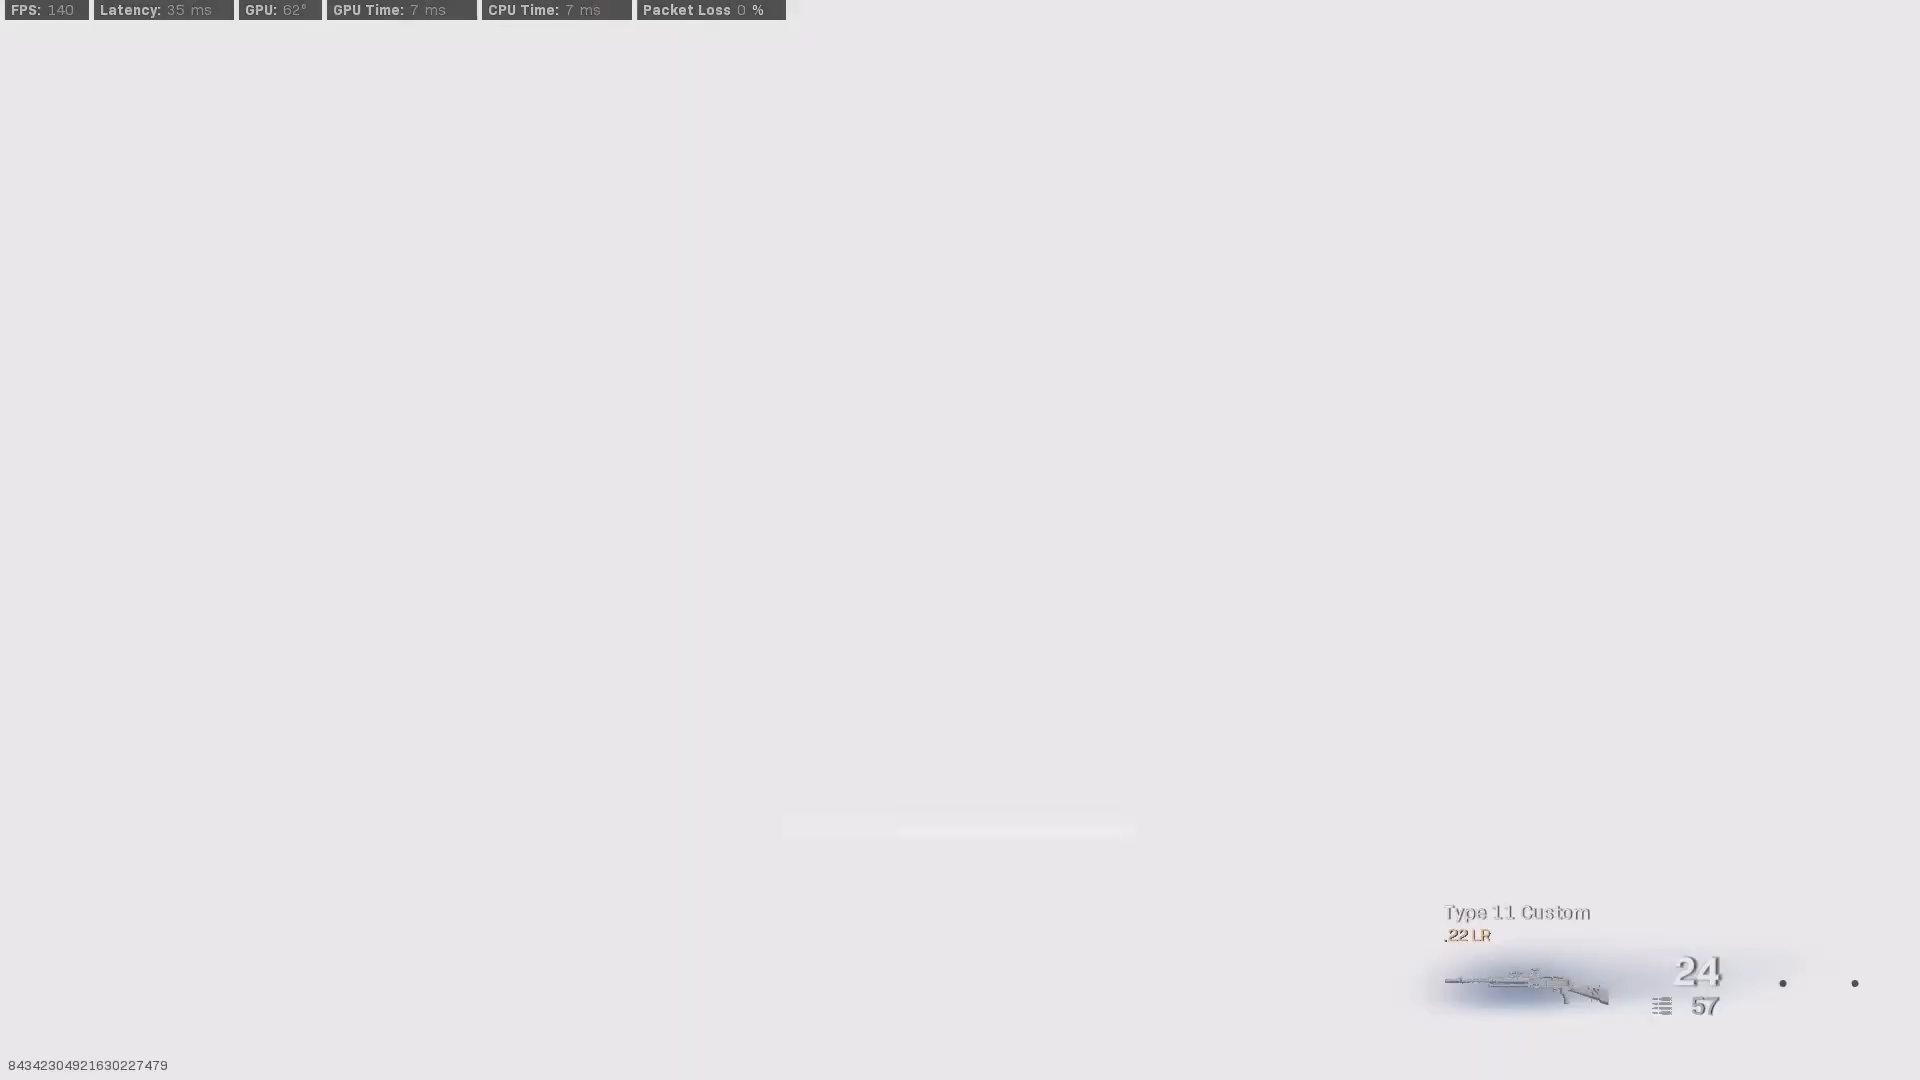 FPS: 140 Latency: 35 ms GPU: 62° GPU Time: 7 ms CPU Time: 7 ms Packet Loss 0 %
Type 11 Custom
.22 LR
24
57
84342304921630227479